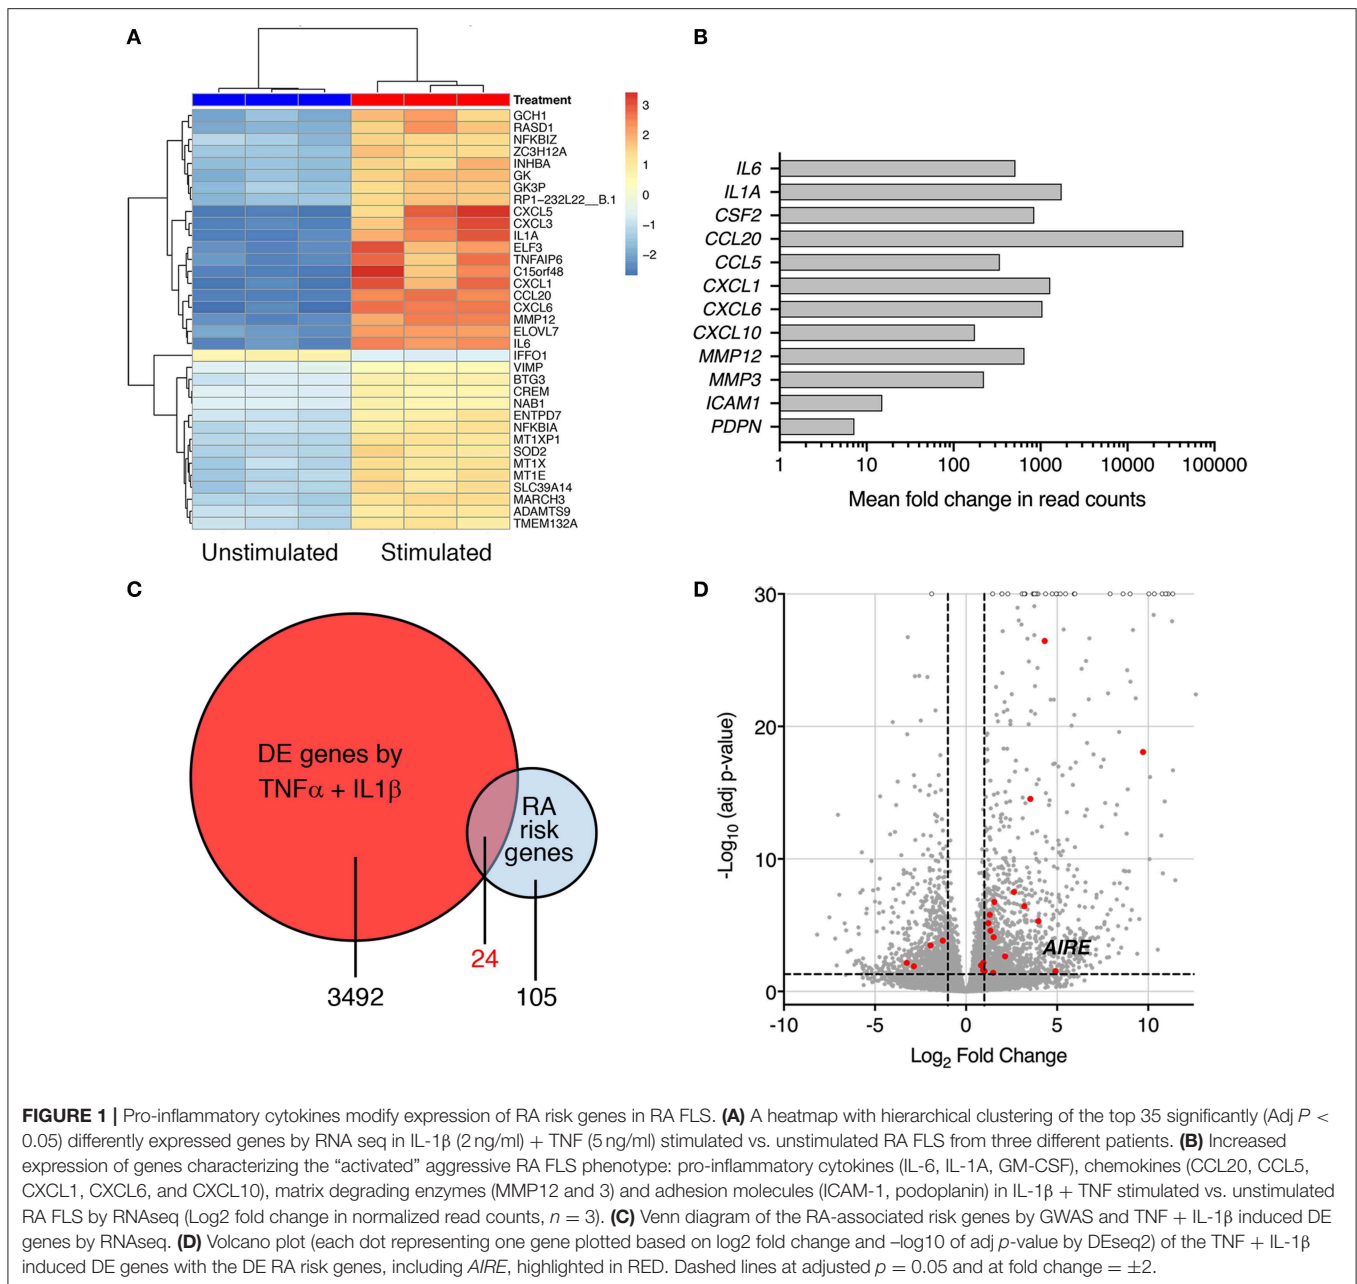 A
Treatment
GCH1
RASD1
NFKBIZ
ZC3H12A
INHBA
GK
GK3P
RP1-232L22__B.1
CXCL5
CXCL3
IL1A
ELF3
TNFAIP6
C15orf48
CXCL1
CCL20
CXCL6
MMP12
ELOVL7
IL6
IFFO1
VIMP
BTG3
CREM
NAB1
ENTPD7
NFKBIA
MT1XP1
SOD2
MT1X
MT1E
SLC39A14
MARCH3
ADAMTS9
TMEM132A
3
2
1
0
−1
−2
Unstimulated Stimulated
B
IL6
IL1A
CSF2
CCL20
CCL5
CXCL1
CXCL6
CXCL10
MMP12
MMP3
ICAM1
PDPN
1 10 100 1000 10000 100000
Mean fold change in read counts
C
DE genes by
TNFα + IL1β
RA
risk
genes
24
3492
105
D
30
20
10
0
-Log10 (adj p-value)
AIRE
-10 -5 0 5 10
Log2 Fold Change
FIGURE 1 | Pro-inflammatory cytokines modify expression of RA risk genes in RA FLS. (A) A heatmap with hierarchical clustering of the top 35 significantly (Adj P <
0.05) differently expressed genes by RNA seq in IL-1β (2 ng/ml) + TNF (5 ng/ml) stimulated vs. unstimulated RA FLS from three different patients. (B) Increased
expression of genes characterizing the “activated” aggressive RA FLS phenotype: pro-inflammatory cytokines (IL-6, IL-1A, GM-CSF), chemokines (CCL20, CCL5,
CXCL1, CXCL6, and CXCL10), matrix degrading enzymes (MMP12 and 3) and adhesion molecules (ICAM-1, podoplanin) in IL-1β + TNF stimulated vs. unstimulated
RA FLS by RNAseq (Log2 fold change in normalized read counts, n = 3). (C) Venn diagram of the RA-associated risk genes by GWAS and TNF + IL-1β induced DE
genes by RNAseq. (D) Volcano plot (each dot representing one gene plotted based on log2 fold change and –log10 of adj p-value by DEseq2) of the TNF + IL-1β
induced DE genes with the DE RA risk genes, including AIRE, highlighted in RED. Dashed lines at adjusted p = 0.05 and at fold change = ±2.